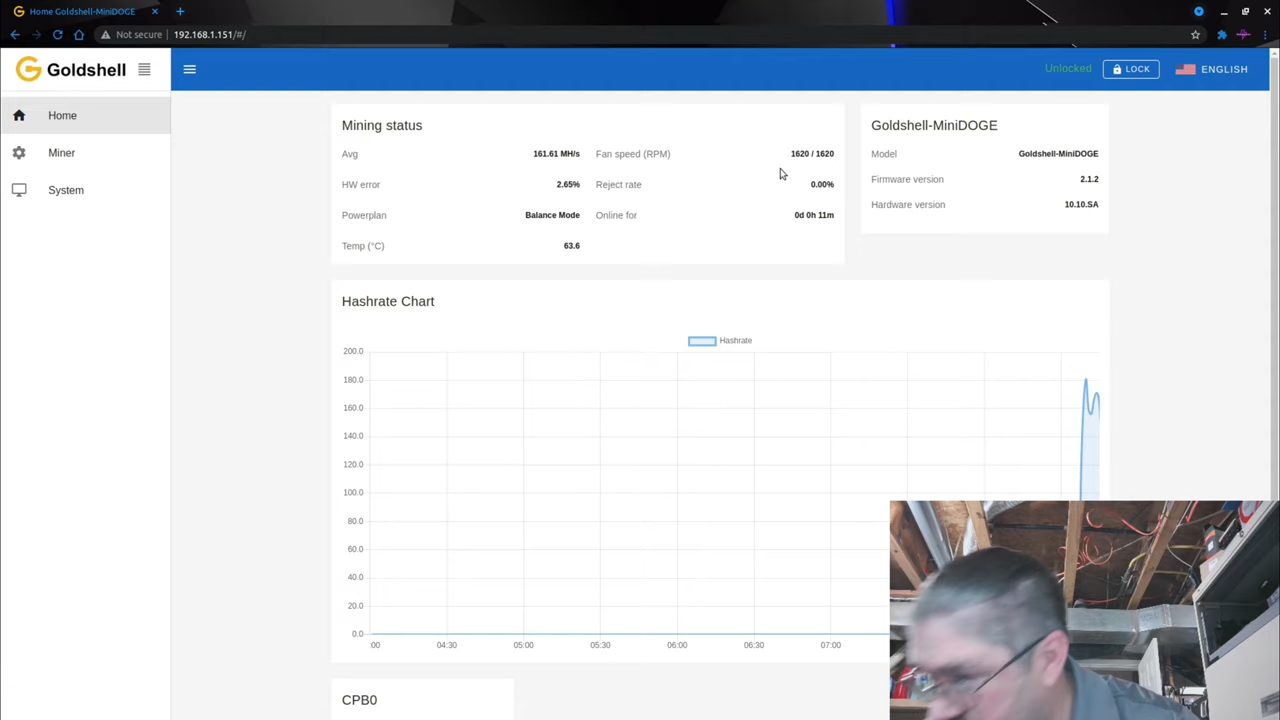 Home Goldshell-MiniDOGE
Not secure 192.168.1.151/#/
Goldshell
Unlocked LOCK ENGLISH
Home
Miner
System
Mining status
Avg 161.61 MH/s Fan speed (RPM) 1620 / 1620
HW error 2.65% Reject rate 0.00%
Powerplan Balance Mode Online for 0d 0h 11m
Temp (°C) 63.6
Goldshell-MiniDOGE
Model Goldshell-MiniDOGE
Firmware version 2.1.2
Hardware version 10.10.SA
Hashrate Chart
Hashrate
200.0
180.0
160.0
140.0
120.0
100.0
80.0
60.0
40.0
20.0
0.0
00 04:30 05:00 05:30 06:00 06:30 07:00
CPB0